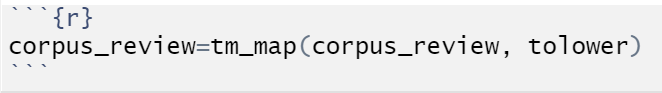 ```{r}
corpus_review=tm_map(corpus_review, tolower)
```